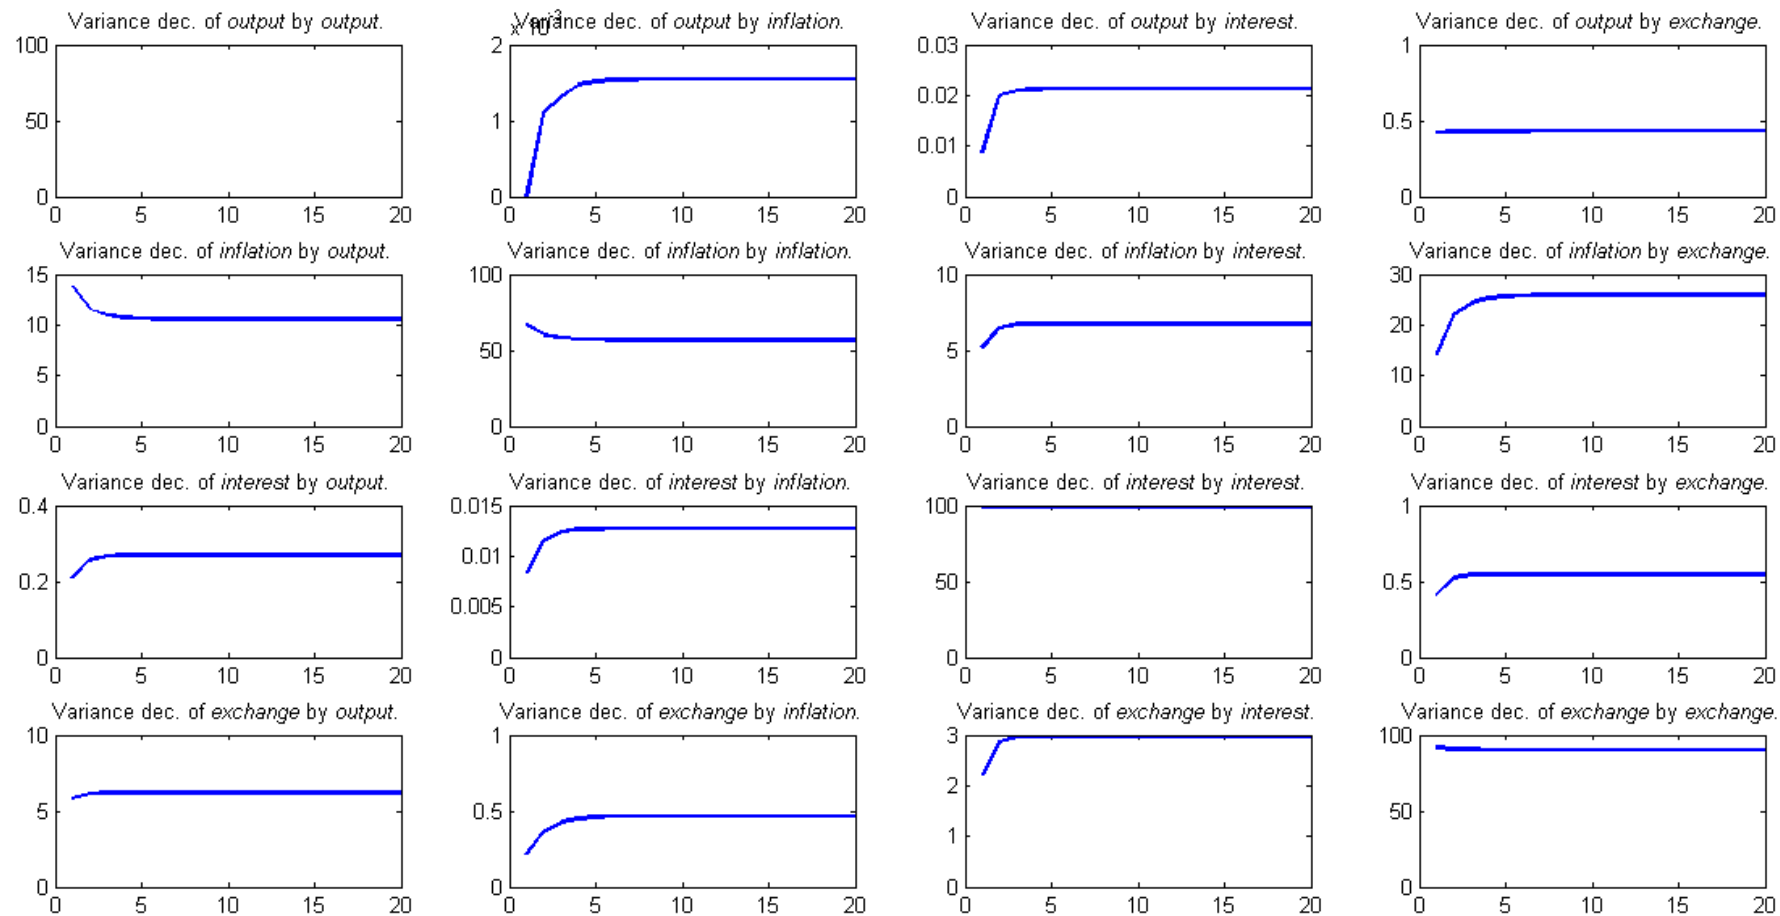 Variance dec. of output by output.
Variance dec. of output by inflation.
Variance dec. of output by interest.
Variance dec. of output by exchange.
100
50
0
0 5 10 15 20
x 10-3
2
1
0
0 5 10 15 20
0.03
0.02
0.01
0
0 5 10 15 20
1
0.5
0
0 5 10 15 20
Variance dec. of inflation by output.
Variance dec. of inflation by inflation.
Variance dec. of inflation by interest.
Variance dec. of inflation by exchange.
15
10
5
0
0 5 10 15 20
100
50
0
0 5 10 15 20
10
5
0
0 5 10 15 20
30
20
10
0
0 5 10 15 20
Variance dec. of interest by output.
Variance dec. of interest by inflation.
Variance dec. of interest by interest.
Variance dec. of interest by exchange.
0.4
0.2
0
0 5 10 15 20
0.015
0.01
0.005
0
0 5 10 15 20
100
50
0
0 5 10 15 20
1
0.5
0
0 5 10 15 20
Variance dec. of exchange by output.
Variance dec. of exchange by inflation.
Variance dec. of exchange by interest.
Variance dec. of exchange by exchange.
10
5
0
0 5 10 15 20
1
0.5
0
0 5 10 15 20
3
2
1
0
0 5 10 15 20
100
50
0
0 5 10 15 20